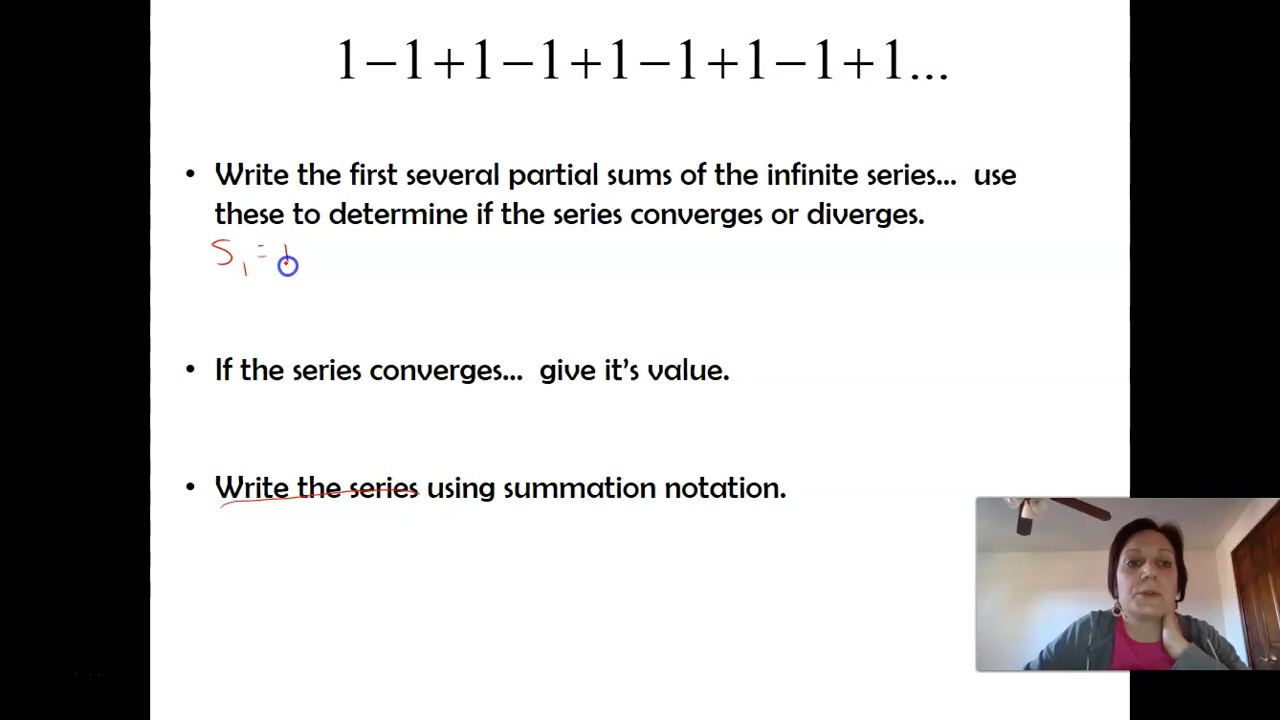 1−1+1−1+1−1+1−1+1...
• Write the first several partial sums of the infinite series... use
these to determine if the series converges or diverges.
S₁ = 1
• If the series converges... give it's value.
• Write the series using summation notation.